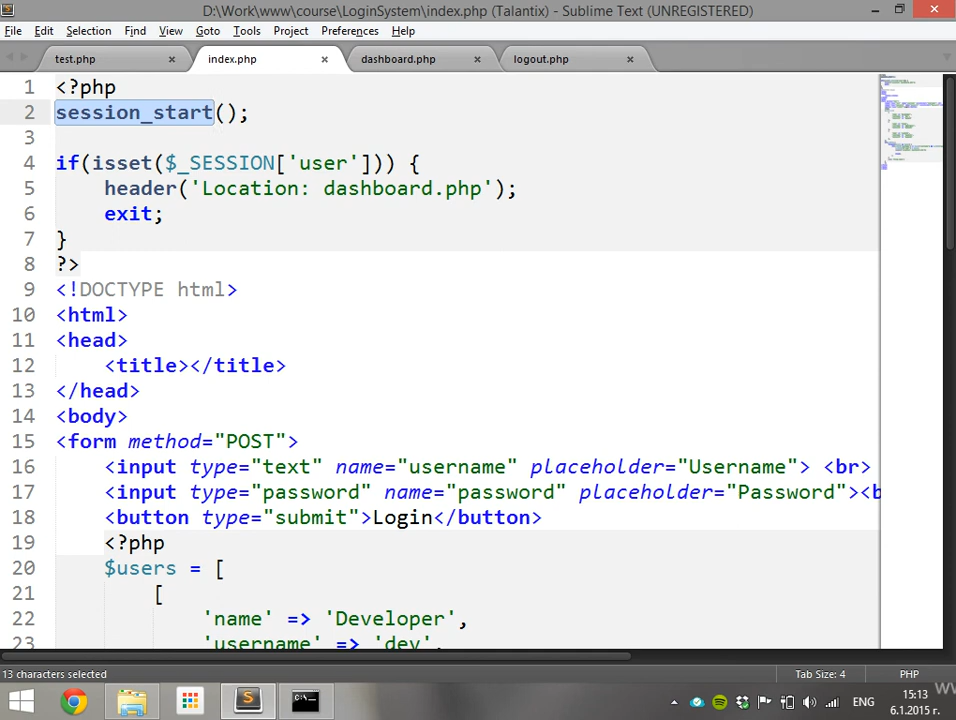 D:\Work\www\course\LoginSystem\index.php (Talantix) - Sublime Text (UNREGISTERED)
File Edit Selection Find View Goto Tools Project Preferences Help
test.php index.php dashboard.php logout.php
1 <?php
2 session_start();
3
4 if(isset($_SESSION['user'])) {
5 header('Location: dashboard.php');
6 exit;
7 }
8 ?>
9 <!DOCTYPE html>
10 <html>
11 <head>
12 <title></title>
13 </head>
14 <body>
15 <form method="POST">
16 <input type="text" name="username" placeholder="Username"> <br>
17 <input type="password" name="password" placeholder="Password"><b
18 <button type="submit">Login</button>
19 <?php
20 $users = [
21 [
22 'name' => 'Developer',
23 'username' => 'dev',
13 characters selected Tab Size: 4 PHP
ENG 15:13
6.1.2015 г.